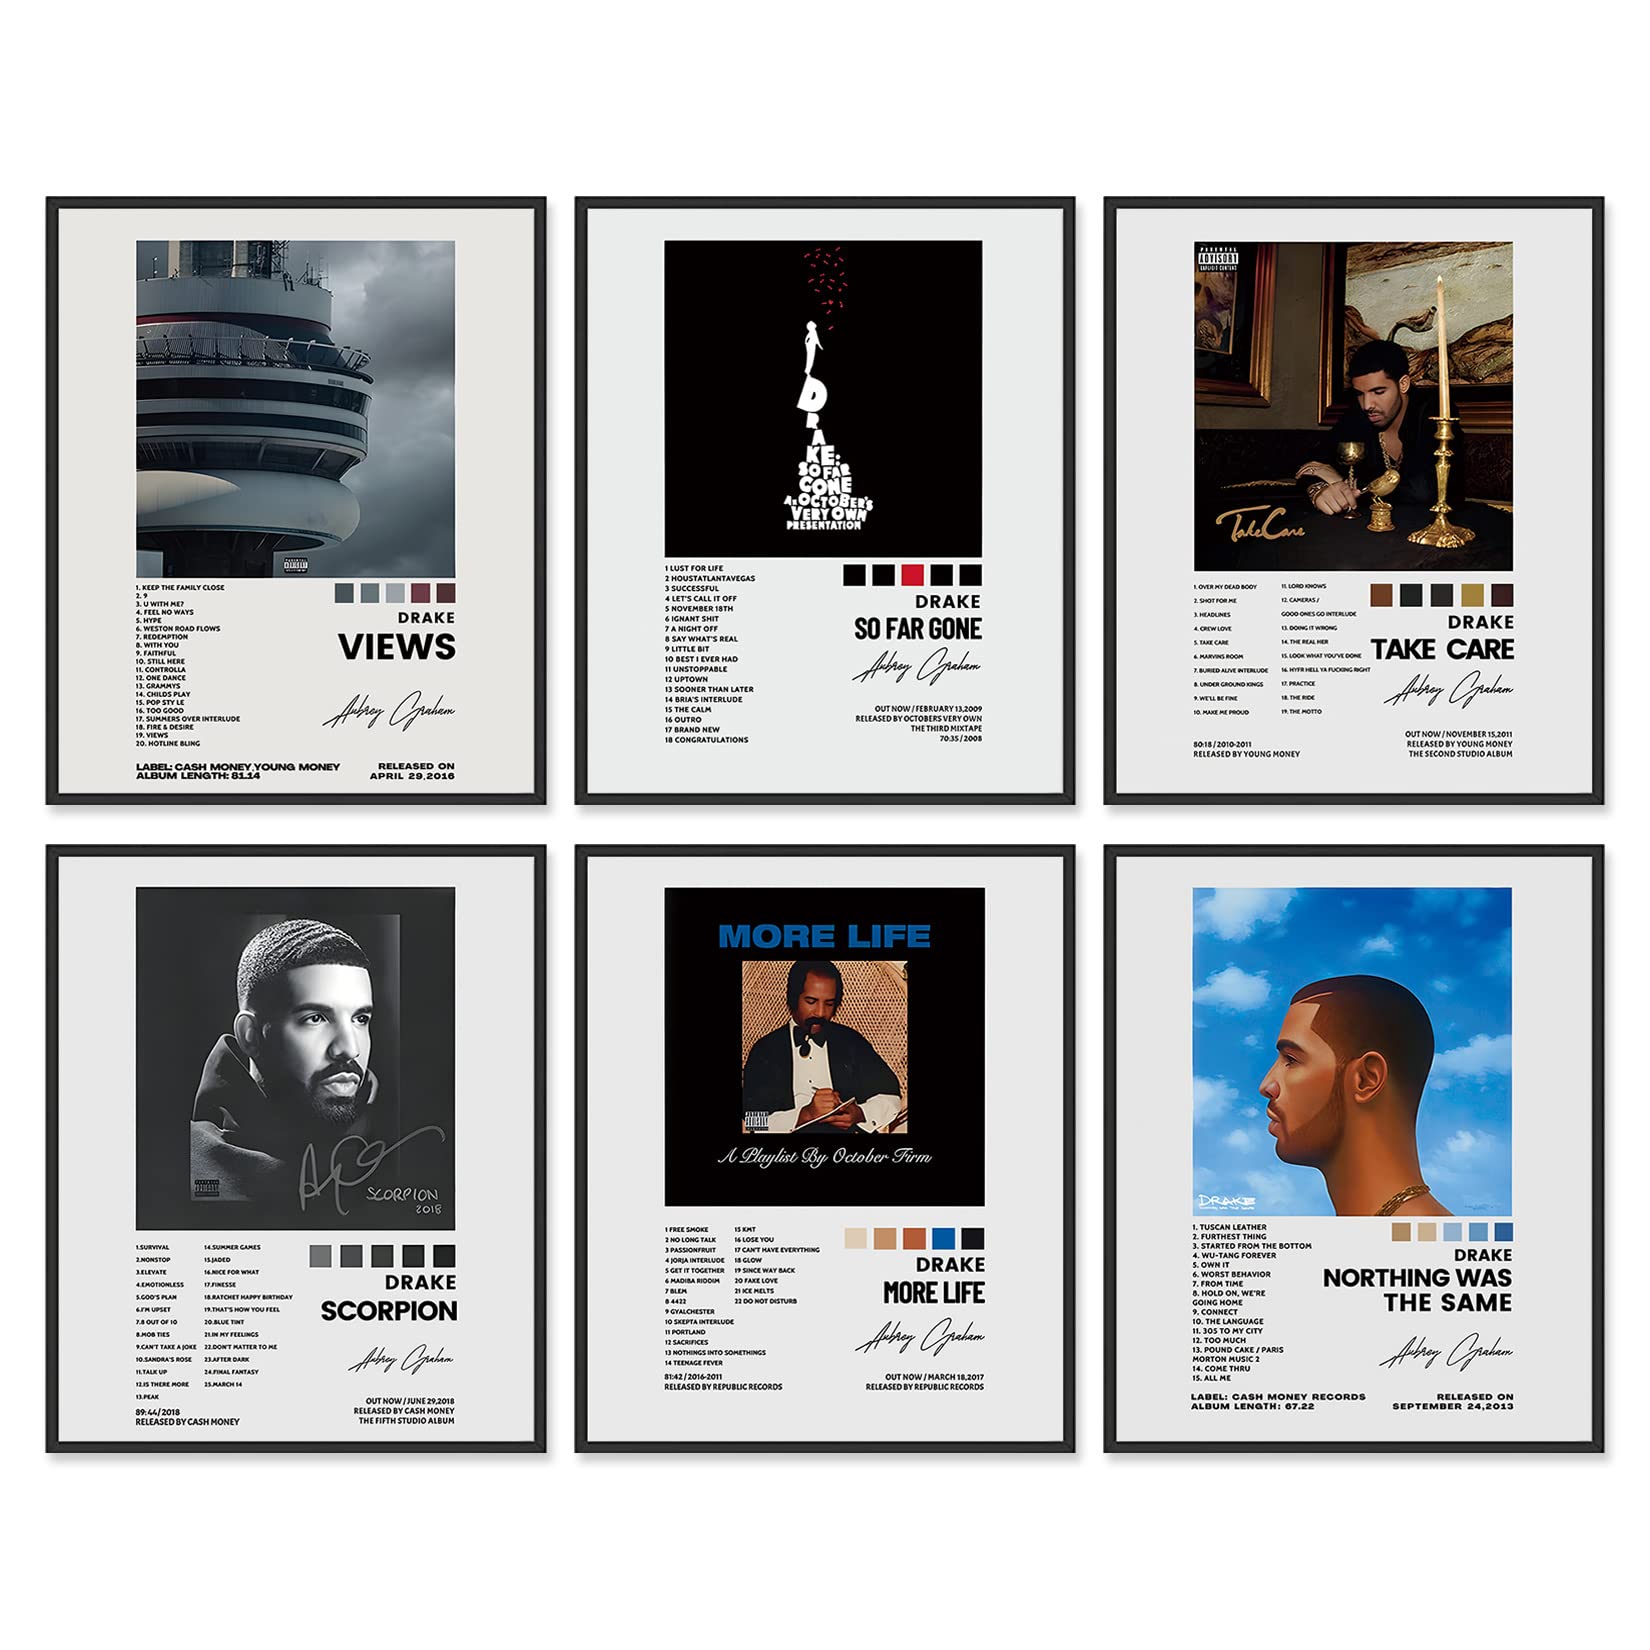 1. KEEP THE FAMILY CLOSE
2. 9
3. U WITH ME?
4. FEEL NO WAYS
5. HYPE
6. WESTON ROAD FLOWS
7. REDEMPTION
8. WITH YOU
9. FAITHFUL
10. STILL HERE
11. CONTROLLA
12. ONE DANCE
13. GRAMMYS
14. CHILDS PLAY
15. POP STY LE
16. TOO GOOD
17. SUMMERS OVER INTERLUDE
18. FIRE & DESIRE
19. VIEWS
20. HOTLINE BLING
DRAKE
VIEWS
Aubrey Graham
LABEL: CASH MONEY,YOUNG MONEY
ALBUM LENGTH: 81.14
RELEASED ON
APRIL 29,2016
DRAKE:
SO FAR
GONE
AN OCTOBER'S
VERY OWN
PRESENTATION
1 LUST FOR LIFE
2 HOUSTATLANTAVEGAS
3 SUCCESSFUL
4 LET'S CALL IT OFF
5 NOVEMBER 18TH
6 IGNANT SHIT
7 A NIGHT OFF
8 SAY WHAT'S REAL
9 LITTLE BIT
10 BEST I EVER HAD
11 UNSTOPPABLE
12 UPTOWN
13 SOONER THAN LATER
14 BRIA'S INTERLUDE
15 THE CALM
16 OUTRO
17 BRAND NEW
18 CONGRATULATIONS
DRAKE
SO FAR GONE
Aubrey Graham
OUT NOW / FEBRUARY 13,2009
RELEASED BY OCTOBERS VERY OWN
THE THIRD MIXTAPE
70:35 / 2008
PARENTAL
ADVISORY
EXPLICIT CONTENT
Take Care
1. OVER MY DEAD BODY
2. SHOT FOR ME
3. HEADLINES
4. CREW LOVE
5. TAKE CARE
6. MARVINS ROOM
7. BURIED ALIVE INTERLUDE
8. UNDER GROUND KINGS
9. WE'LL BE FINE
10. MAKE ME PROUD
11. LORD KNOWS
12. CAMERAS /
GOOD ONES GO INTERLUDE
13. DOING IT WRONG
14. THE REAL HER
15. LOOK WHAT YOU'VE DONE
16. HYFR HELL YA FUCKING RIGHT
17. PRACTICE
18. THE RIDE
19. THE MOTTO
DRAKE
TAKE CARE
Aubrey Graham
80:18 / 2010-2011
RELEASED BY YOUNG MONEY
OUT NOW / NOVEMBER 15,2011
RELEASED BY YOUNG MONEY
THE SECOND STUDIO ALBUM
SCORPION
2018
1.SURVIVAL
2.NONSTOP
3.ELEVATE
4.EMOTIONLESS
5.GOD'S PLAN
6.I'M UPSET
7.8 OUT OF 10
8.MOB TIES
9.CAN'T TAKE A JOKE
10.SANDRA'S ROSE
11.TALK UP
12.IS THERE MORE
13.PEAK
14.SUMMER GAMES
15.JADED
16.NICE FOR WHAT
17.FINESSE
18.RATCHET HAPPY BIRTHDAY
19.THAT'S HOW YOU FEEL
20.BLUE TINT
21.IN MY FEELINGS
22.DON'T MATTER TO ME
23.AFTER DARK
24.FINAL FANTASY
25.MARCH 14
DRAKE
SCORPION
Aubrey Graham
89:44/2018
RELEASED BY CASH MONEY
OUT NOW / JUNE 29,2018
RELEASED BY CASH MONEY
THE FIFTH STUDIO ALBUM
MORE LIFE
A Playlist By October Firm
1 FREE SMOKE
2 NO LONG TALK
3 PASSIONFRUIT
4 JORJA INTERLUDE
5 GET IT TOGETHER
6 MADIBA RIDDIM
7 BLEM
8 4422
9 GYALCHESTER
10 SKEPTA INTERLUDE
11 PORTLAND
12 SACRIFICES
13 NOTHINGS INTO SOMETHINGS
14 TEENAGE FEVER
15 KMT
16 LOSE YOU
17 CAN'T HAVE EVERYTHING
18 GLOW
19 SINCE WAY BACK
20 FAKE LOVE
21 ICE MELTS
22 DO NOT DISTURB
DRAKE
MORE LIFE
Aubrey Graham
81:42 / 2016-2011
RELEASED BY REPUBLIC RECORDS
OUT NOW / MARCH 18,2017
RELEASED BY REPUBLIC RECORDS
DRAKE
1. TUSCAN LEATHER
2. FURTHEST THING
3. STARTED FROM THE BOTTOM
4. WU-TANG FOREVER
5. OWN IT
6. WORST BEHAVIOR
7. FROM TIME
8. HOLD ON, WE'RE
GOING HOME
9. CONNECT
10. THE LANGUAGE
11. 305 TO MY CITY
12. TOO MUCH
13. POUND CAKE / PARIS
MORTON MUSIC 2
14. COME THRU
15. ALL ME
DRAKE
NORTHING WAS
THE SAME
Aubrey Graham
LABEL: CASH MONEY RECORDS
ALBUM LENGTH: 67.22
RELEASED ON
SEPTEMBER 24,2013